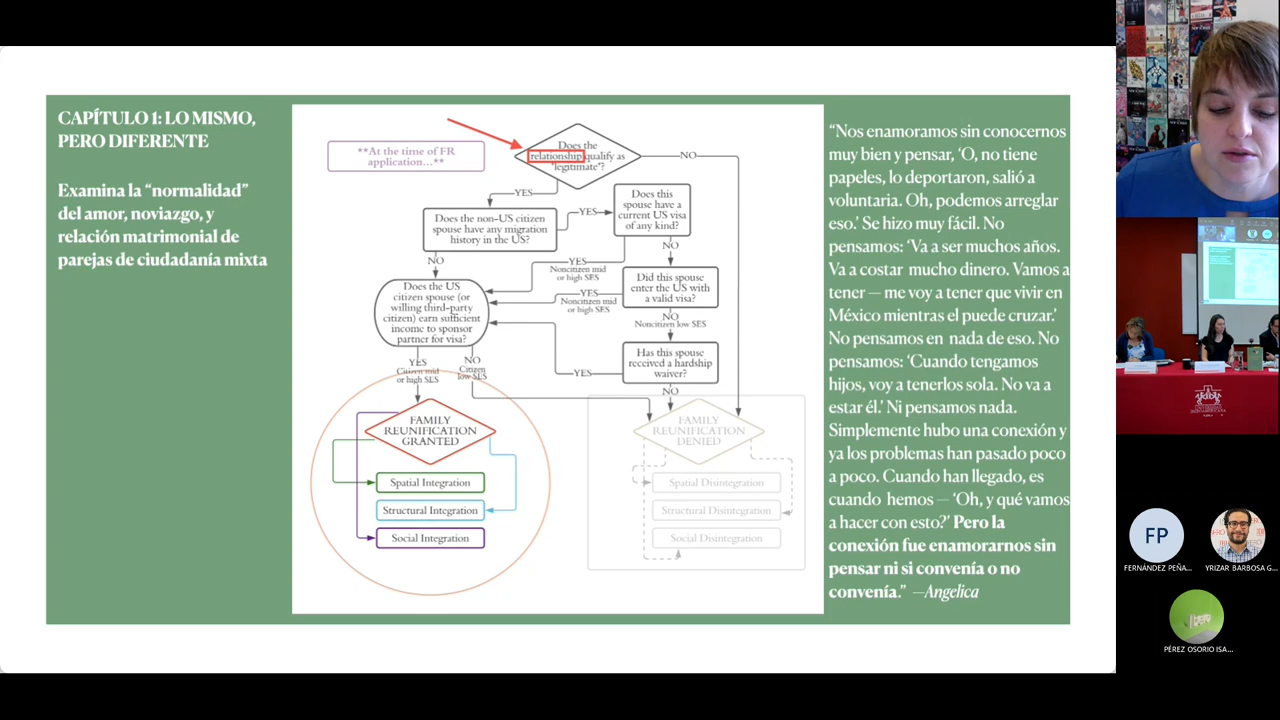 CAPÍTULO 1: LO MISMO,
PERO DIFERENTE
Examina la “normalidad”
del amor, noviazgo, y
relación matrimonial de
parejas de ciudadanía mixta
**At the time of FR
application...**
Does the
relationship qualify as
"legitimate"?
NO
YES
Does the non-US citizen
spouse have any migration
history in the US?
YES
Does this
spouse have a
current US visa
of any kind?
NO
NO
YES
Noncitizen mid
or high SES
Does the US
citizen spouse (or
willing third-party
citizen) earn sufficient
income to sponsor
partner for visa?
Did this spouse
enter the US with
a valid visa?
YES
Noncitizen mid
or high SES
NO
Noncitizen low SES
Has this spouse
received a hardship
waiver?
YES
NO
YES
Citizen mid
or high SES
NO
Citizen
low SES
FAMILY
REUNIFICATION
GRANTED
Spatial Integration
Structural Integration
Social Integration
FAMILY
REUNIFICATION
DENIED
Spatial Disintegration
Structural Disintegration
Social Disintegration
“Nos enamoramos sin conocernos
muy bien y pensar, ‘O, no tiene
papeles, lo deportaron, salió a
voluntaria. Oh, podemos arreglar
eso.’ Se hizo muy fácil. No
pensamos: ‘Va a ser muchos años.
Va a costar mucho dinero. Vamos a
tener — me voy a tener que vivir en
México mientras el puede cruzar.’
No pensamos en nada de eso. No
pensamos: ‘Cuando tengamos
hijos, voy a tenerlos sola. No va a
estar él.’ Ni pensamos nada.
Simplemente hubo una conexión y
ya los problemas han pasado poco
a poco. Cuando han llegado, es
cuando hemos — ‘Oh, y qué vamos
a hacer con esto?’ Pero la
conexión fue enamorarnos sin
pensar ni si convenía o no
convenía.” —Angelica
FP
FERNÁNDEZ PEÑA...
YRIZAR BARBOSA G...
PÉREZ OSORIO ISA...